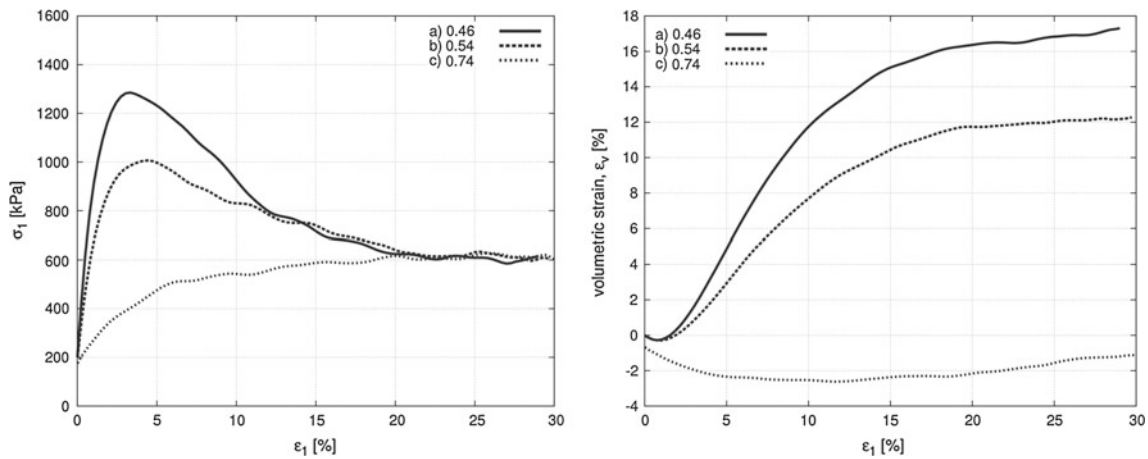 1600
1400
1200
1000
800
600
400
200
0
σ1 [kPa]
a) 0.46
b) 0.54
c) 0.74
0 5 10 15 20 25 30
ε1 [%]
18
16
14
12
10
8
6
4
2
0
-2
-4
volumetric strain, εv [%]
a) 0.46
b) 0.54
c) 0.74
0 5 10 15 20 25 30
ε1 [%]